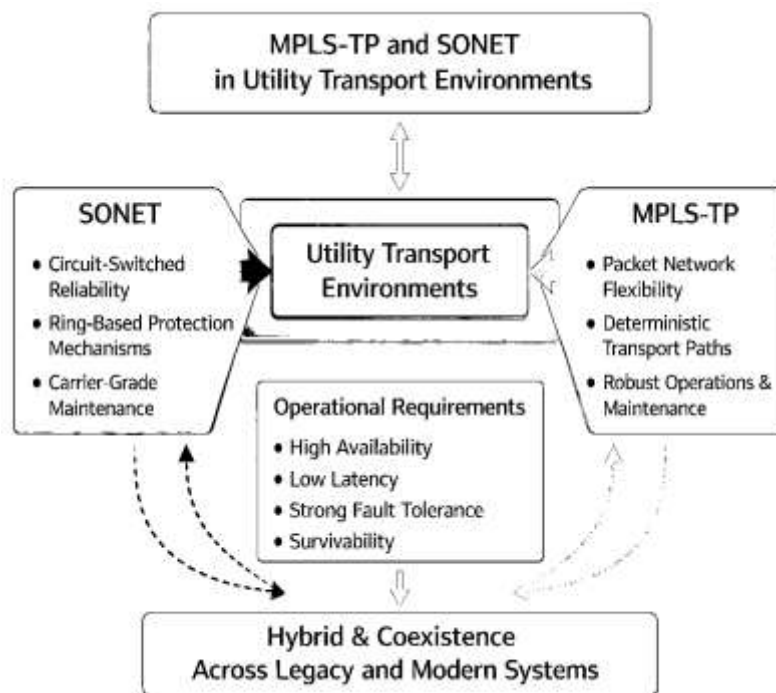 MPLS-TP and SONET
in Utility Transport Environments
SONET
• Circuit-Switched
Reliability
• Ring-Based Protection
Mechanisms
• Carrier-Grade
Maintenance
Utility Transport
Environments
MPLS-TP
• Packet Network
Flexibility
• Deterministic
Transport Paths
• Robust Operations &
Maintenance
Operational Requirements
• High Availability
• Low Latency
• Strong Fault Tolerance
• Survivability
Hybrid & Coexistence
Across Legacy and Modern Systems